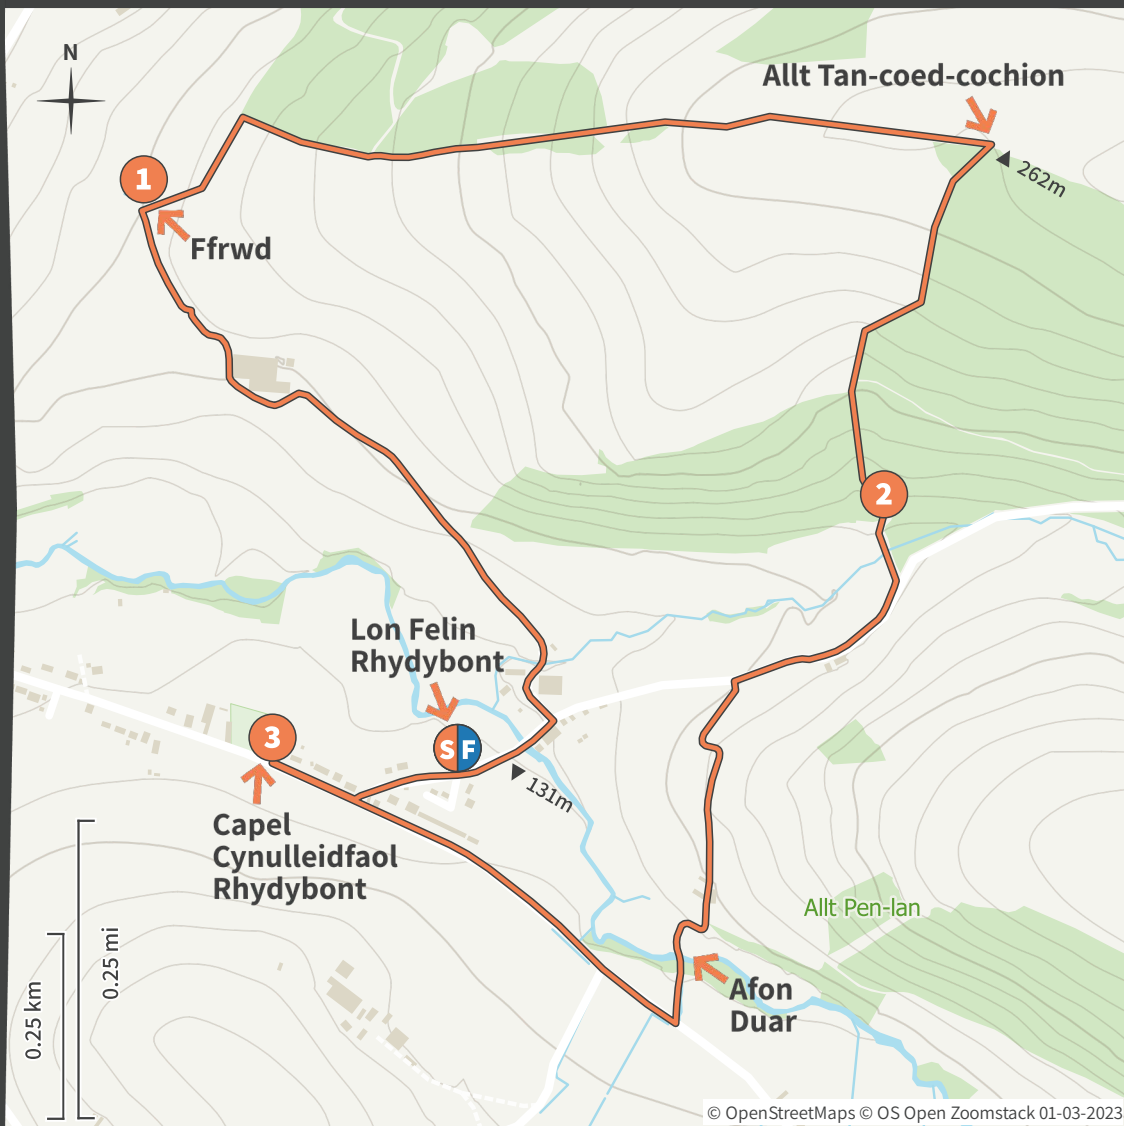 N
Allt Tan-coed-cochion
262m
1
Ffrwd
2
Lon Felin
Rhydybont
S F
3
131m
Capel
Cynulleidfaol
Rhydybont
Allt Pen-lan
Afon
Duar
0.25 km
0.25 mi
© OpenStreetMaps © OS Open Zoomstack 01-03-2023